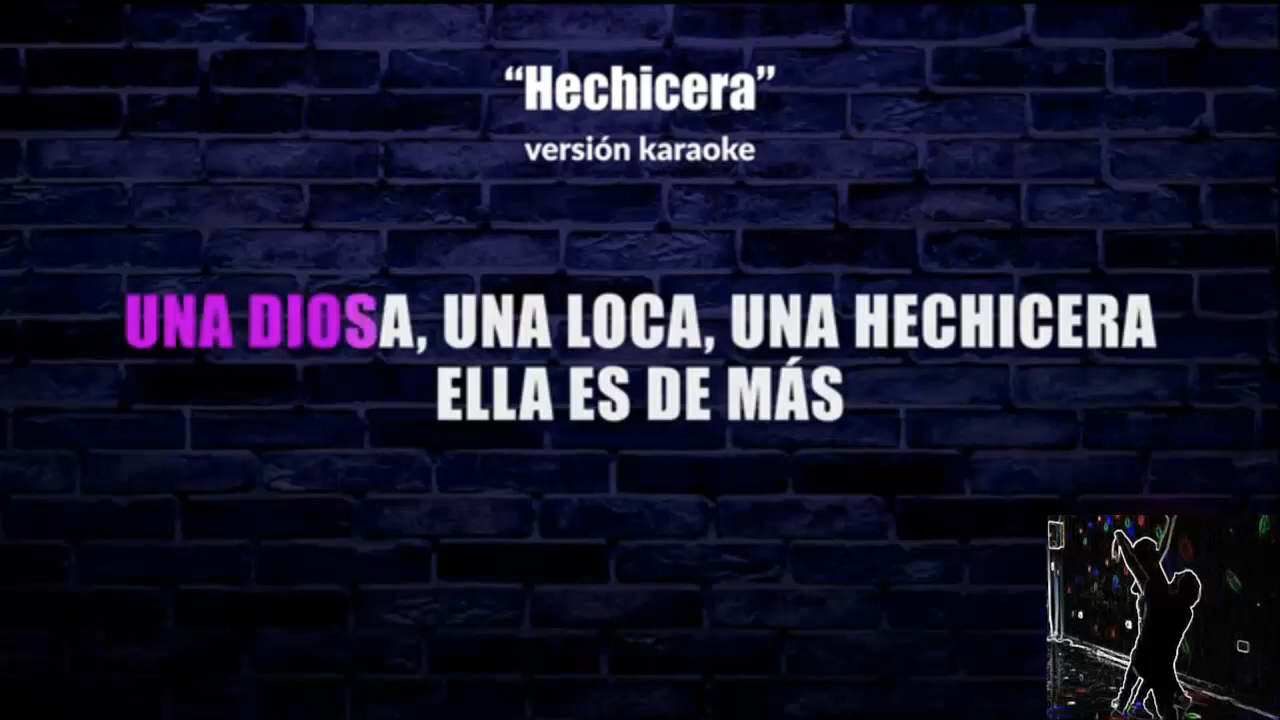 “Hechicera”
versión karaoke
UNA DIOSA, UNA LOCA, UNA HECHICERA
ELLA ES DE MÁS